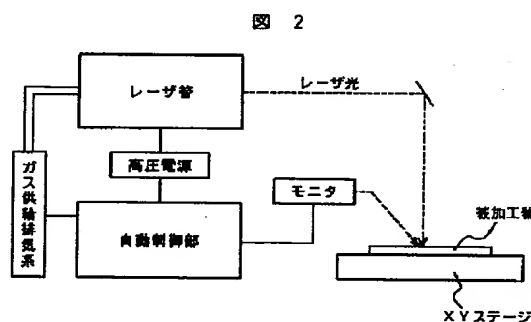 図 2
レーザ管
レーザ光
高圧電源
モニタ
ガス供給排気系
自動制御部
被加工物
XYステージ